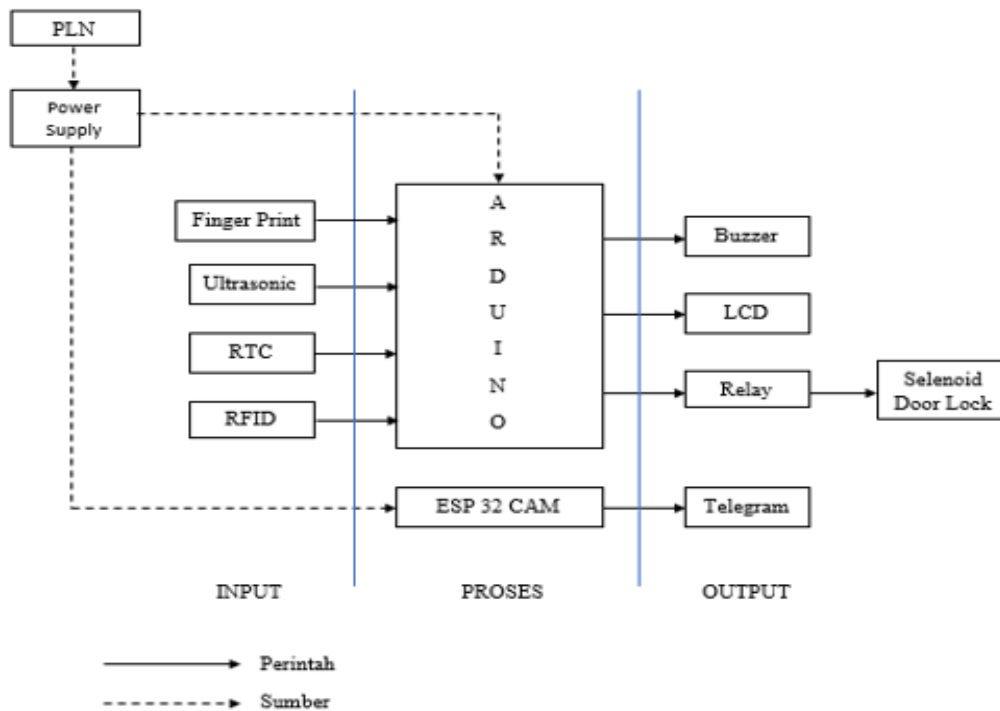 PLN
Power
Supply
Finger Print
Ultrasonic
RTC
RFID
A
R
D
U
I
N
O
ESP 32 CAM
Buzzer
LCD
Relay
Selenoid
Door Lock
Telegram
INPUT
PROSES
OUTPUT
Perintah
Sumber